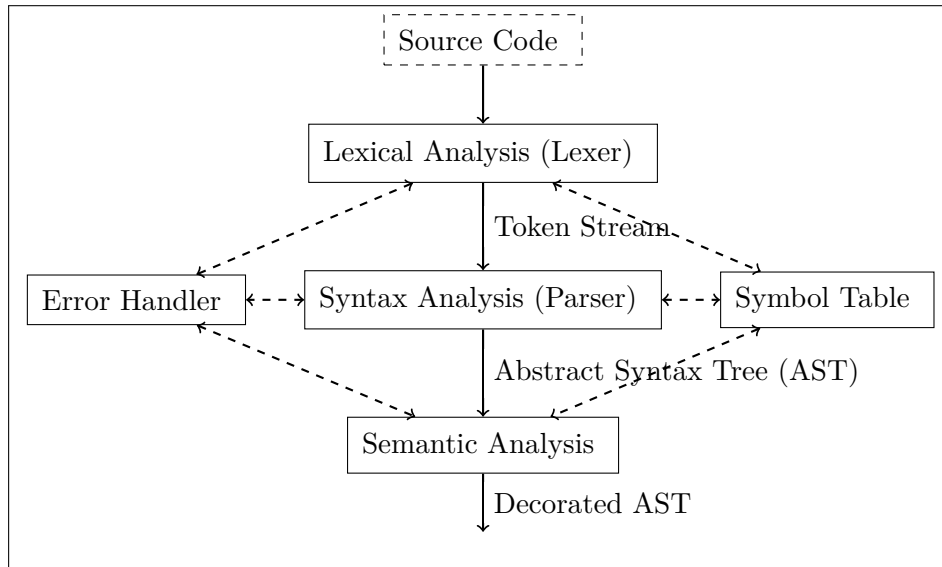 Source Code
Lexical Analysis (Lexer)
Token Stream
Error Handler
Syntax Analysis (Parser)
Symbol Table
Abstract Syntax Tree (AST)
Semantic Analysis
Decorated AST